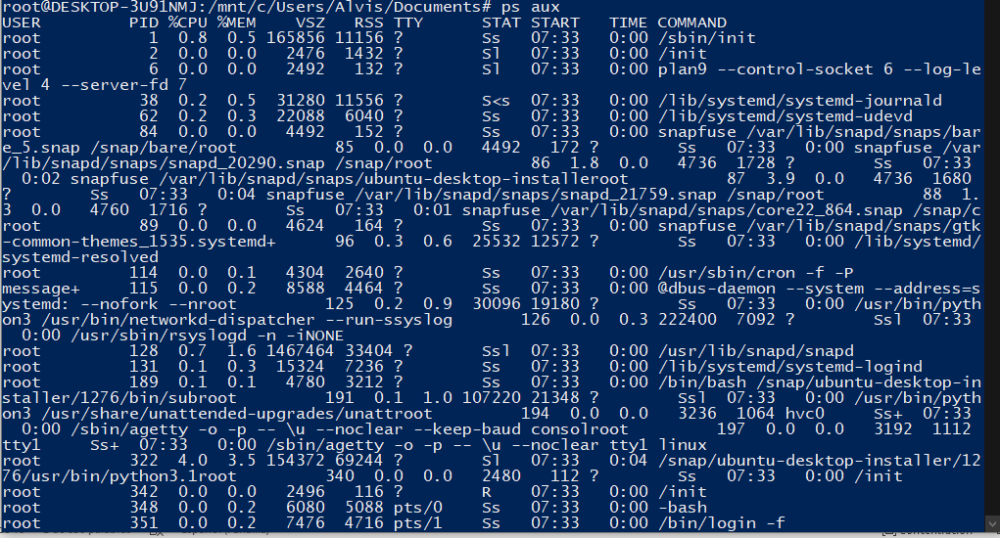 root@DESKTOP-3U91NMJ:/mnt/c/Users/Alvis/Documents# ps aux
USER         PID %CPU %MEM    VSZ   RSS TTY      STAT START   TIME COMMAND
root           1  0.8  0.5 165856 11156 ?        Ss   07:33   0:00 /sbin/init
root           2  0.0  0.0   2476  1432 ?        Sl   07:33   0:00 /init
root           6  0.0  0.0   2492   132 ?        Sl   07:33   0:00 plan9 --control-socket 6 --log-le
vel 4 --server-fd 7
root          38  0.2  0.5  31280 11556 ?        S<s  07:33   0:00 /lib/systemd/systemd-journald
root          62  0.2  0.3  22088  6040 ?        Ss   07:33   0:00 /lib/systemd/systemd-udevd
root          84  0.0  0.0   4492   152 ?        Ss   07:33   0:00 snapfuse /var/lib/snapd/snaps/bar
e_5.snap /snap/bare/root          85  0.0  0.0   4492   172 ?        Ss   07:33   0:00 snapfuse /var
/lib/snapd/snaps/snapd_20290.snap /snap/root          86  1.8  0.0   4736  1728 ?        Ss   07:33
  0:02 snapfuse /var/lib/snapd/snaps/ubuntu-desktop-installeroot          87  3.9  0.0   4736  1680
?        Ss   07:33   0:04 snapfuse /var/lib/snapd/snaps/snapd_21759.snap /snap/root          88  1.
3  0.0   4760  1716 ?        Ss   07:33   0:01 snapfuse /var/lib/snapd/snaps/core22_864.snap /snap/c
root          89  0.0  0.0   4624   164 ?        Ss   07:33   0:00 snapfuse /var/lib/snapd/snaps/gtk
-common-themes_1535.systemd+      96  0.3  0.6  25532 12572 ?        Ss   07:33   0:00 /lib/systemd/
systemd-resolved
root         114  0.0  0.1   4304  2640 ?        Ss   07:33   0:00 /usr/sbin/cron -f -P
message+     115  0.0  0.2   8588  4464 ?        Ss   07:33   0:00 @dbus-daemon --system --address=s
ystemd: --nofork --nroot         125  0.2  0.9  30096 19180 ?        Ss   07:33   0:00 /usr/bin/pyth
on3 /usr/bin/networkd-dispatcher --run-ssyslog       126  0.0  0.3 222400  7092 ?        Ssl  07:33
  0:00 /usr/sbin/rsyslogd -n -iNONE
root         128  0.7  1.6 1467464 33404 ?       Ssl  07:33   0:00 /usr/lib/snapd/snapd
root         131  0.1  0.3  15324  7236 ?        Ss   07:33   0:00 /lib/systemd/systemd-logind
root         189  0.1  0.1   4780  3212 ?        Ss   07:33   0:00 /bin/bash /snap/ubuntu-desktop-in
staller/1276/bin/subroot         191  0.1  1.0 107220 21348 ?        Ssl  07:33   0:00 /usr/bin/pyth
on3 /usr/share/unattended-upgrades/unattroot         194  0.0  0.0   3236  1064 hvc0     Ss+  07:33
  0:00 /sbin/agetty -o -p -- \u --noclear --keep-baud consolroot         197  0.0  0.0   3192  1112
tty1     Ss+  07:33   0:00 /sbin/agetty -o -p -- \u --noclear tty1 linux
root         322  4.0  3.5 154372 69244 ?        Sl   07:33   0:04 /snap/ubuntu-desktop-installer/12
76/usr/bin/python3.1root         340  0.0  0.0   2480   112 ?        Ss   07:33   0:00 /init
root         342  0.0  0.0   2496   116 ?        R    07:33   0:00 /init
root         348  0.0  0.2   6080  5088 pts/0    Ss   07:33   0:00 -bash
root         351  0.0  0.2   7476  4716 pts/1    Ss   07:33   0:00 /bin/login -f